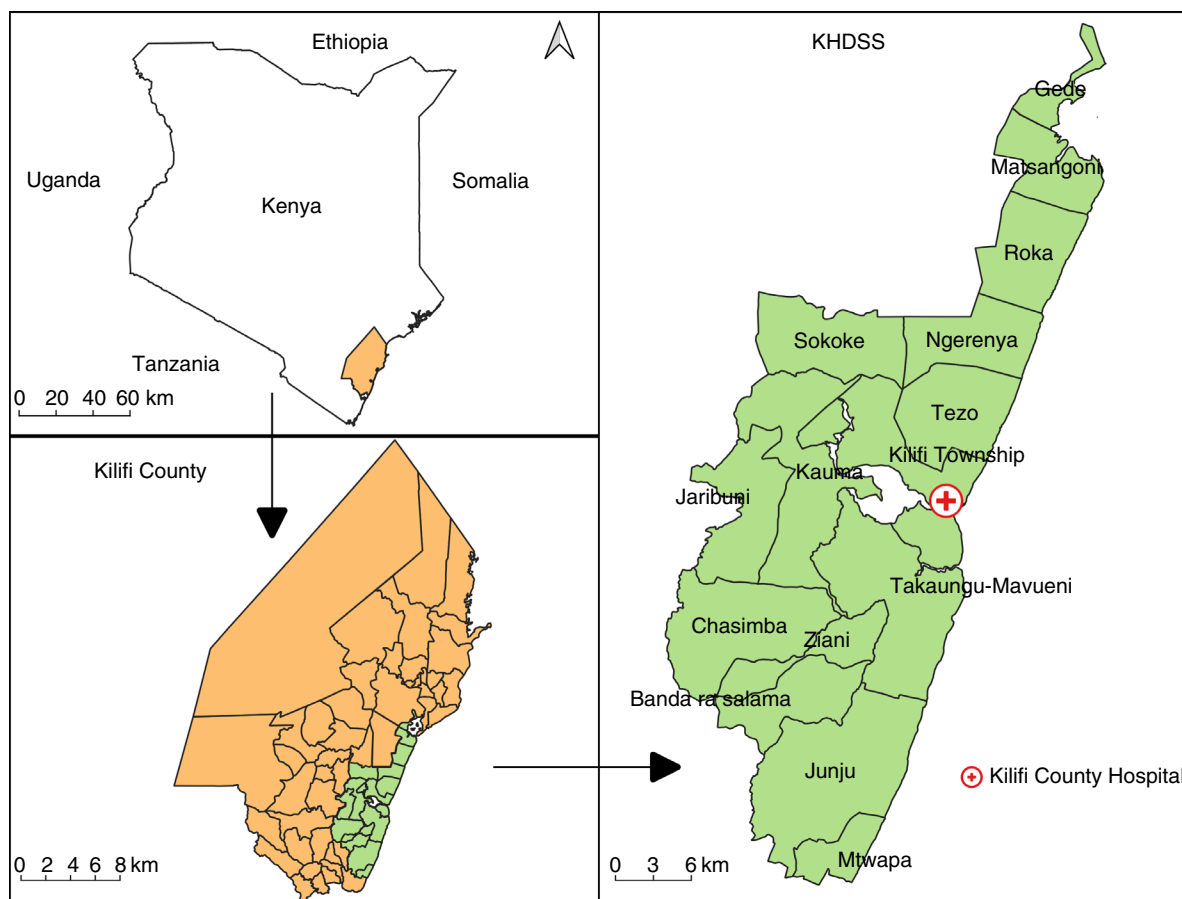 Ethiopia
Uganda
Somalia
Kenya
Tanzania
0 20 40 60 km
Kilifi County
0 2 4 6 8 km
KHDSS
Gede
Matsangoni
Roka
Sokoke
Ngerenya
Tezo
Kilifi Township
Kauma
Jaribuni
Takaungu-Mavueni
Chasimba
Ziani
Banda ra salama
Junju
Kilifi County Hospital
Mtwapa
0 3 6 km